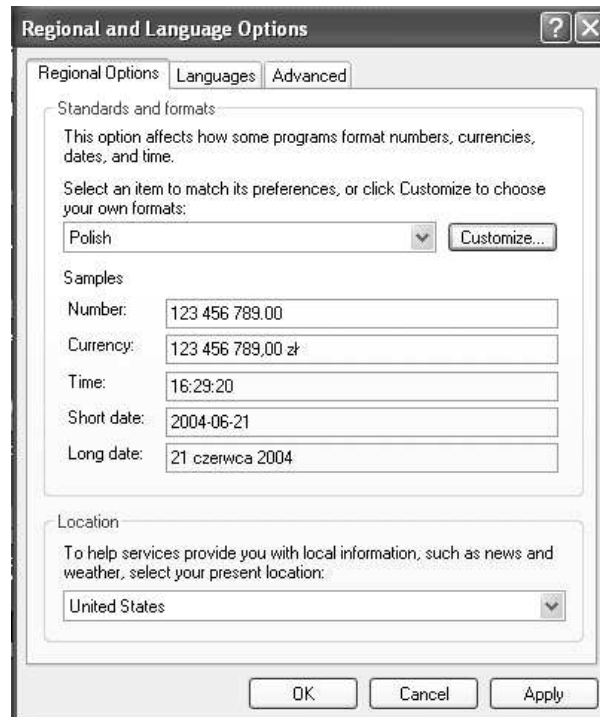 Regional and Language Options
Regional Options Languages Advanced
Standards and formats
This option affects how some programs format numbers, currencies,
dates, and time.
Select an item to match its preferences, or click Customize to choose
your own formats:
Polish Customize...
Samples
Number: 123 456 789.00
Currency: 123 456 789,00 zł
Time: 16:29:20
Short date: 2004-06-21
Long date: 21 czerwca 2004
Location
To help services provide you with local information, such as news and
weather, select your present location:
United States
OK Cancel Apply